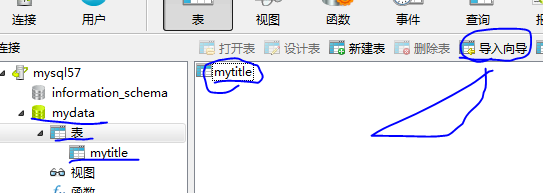 连接 用户 表 视图 函数 事件 查询
连接 打开表 设计表 新建表 删除表 导入向导
mysql57 mytitle
information_schema
mydata
表
mytitle
视图
函数